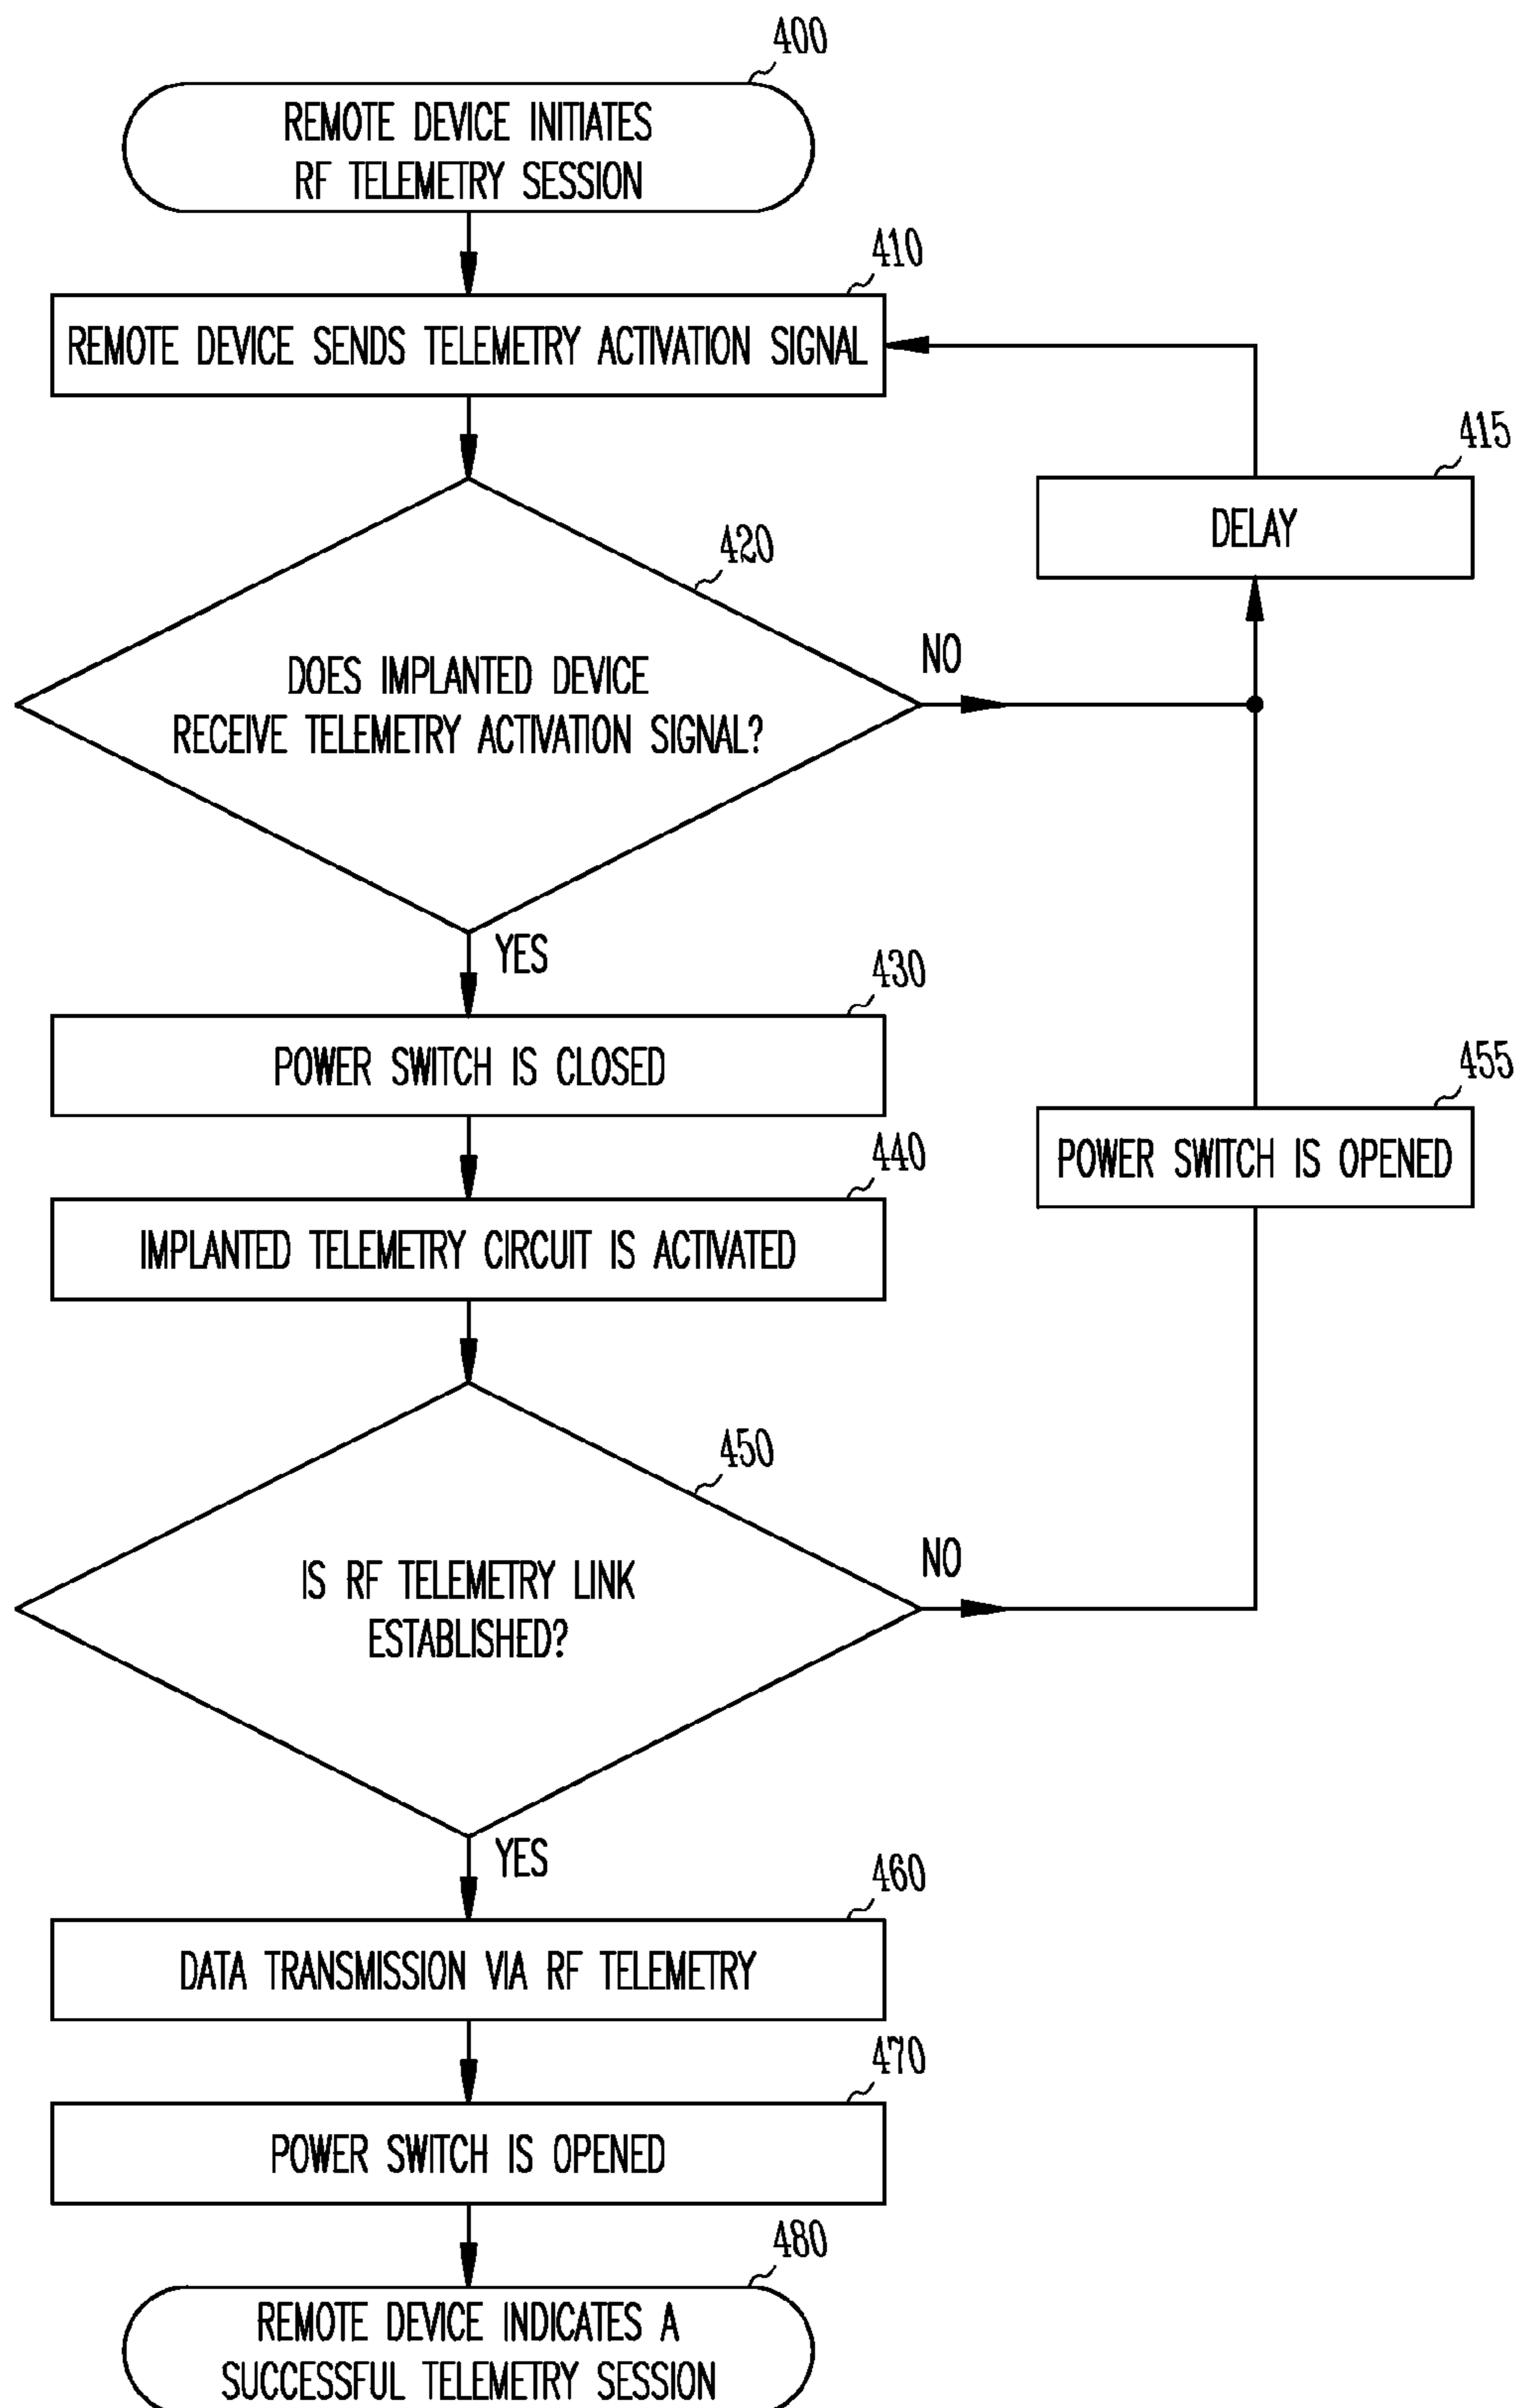 400
REMOTE DEVICE INITIATES
RF TELEMETRY SESSION
410
REMOTE DEVICE SENDS TELEMETRY ACTIVATION SIGNAL
415
DELAY
420
DOES IMPLANTED DEVICE
RECEIVE TELEMETRY ACTIVATION SIGNAL?
NO
YES
430
POWER SWITCH IS CLOSED
455
POWER SWITCH IS OPENED
440
IMPLANTED TELEMETRY CIRCUIT IS ACTIVATED
450
IS RF TELEMETRY LINK
ESTABLISHED?
NO
YES
460
DATA TRANSMISSION VIA RF TELEMETRY
470
POWER SWITCH IS OPENED
480
REMOTE DEVICE INDICATES A
SUCCESSFUL TELEMETRY SESSION